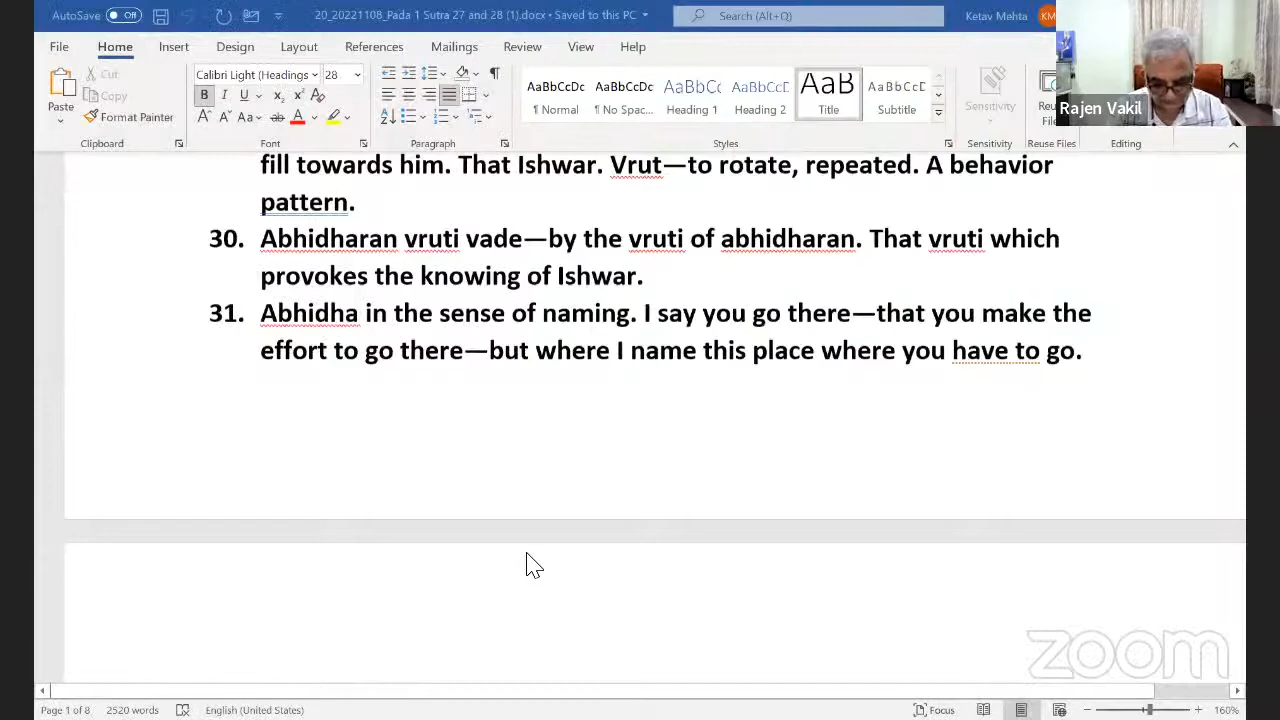 AutoSave Off 20_20221108_Pada 1 Sutra 27 and 28 (1).docx • Saved to this PC Search (Alt+Q) Ketav Mehta KM
File Home Insert Design Layout References Mailings Review View Help
Paste Cut Copy Format Painter
Calibri Light (Headings 28
AaBbCcDc AaBbCcDc AaBbCc AaBbCcD AaB AaBbCcD
¶ Normal ¶ No Spac... Heading 1 Heading 2 Title Subtitle
Sensitivity
Clipboard Font Paragraph Styles Sensitivity Reuse Files Editing
Rajen Vakil
fill towards him. That Ishwar. Vrut—to rotate, repeated. A behavior
pattern.
30. Abhidharan vruti vade—by the vruti of abhidharan. That vruti which
provokes the knowing of Ishwar.
31. Abhidha in the sense of naming. I say you go there—that you make the
effort to go there—but where I name this place where you have to go.
zoom
Page 1 of 8 2520 words English (United States) Focus 160%